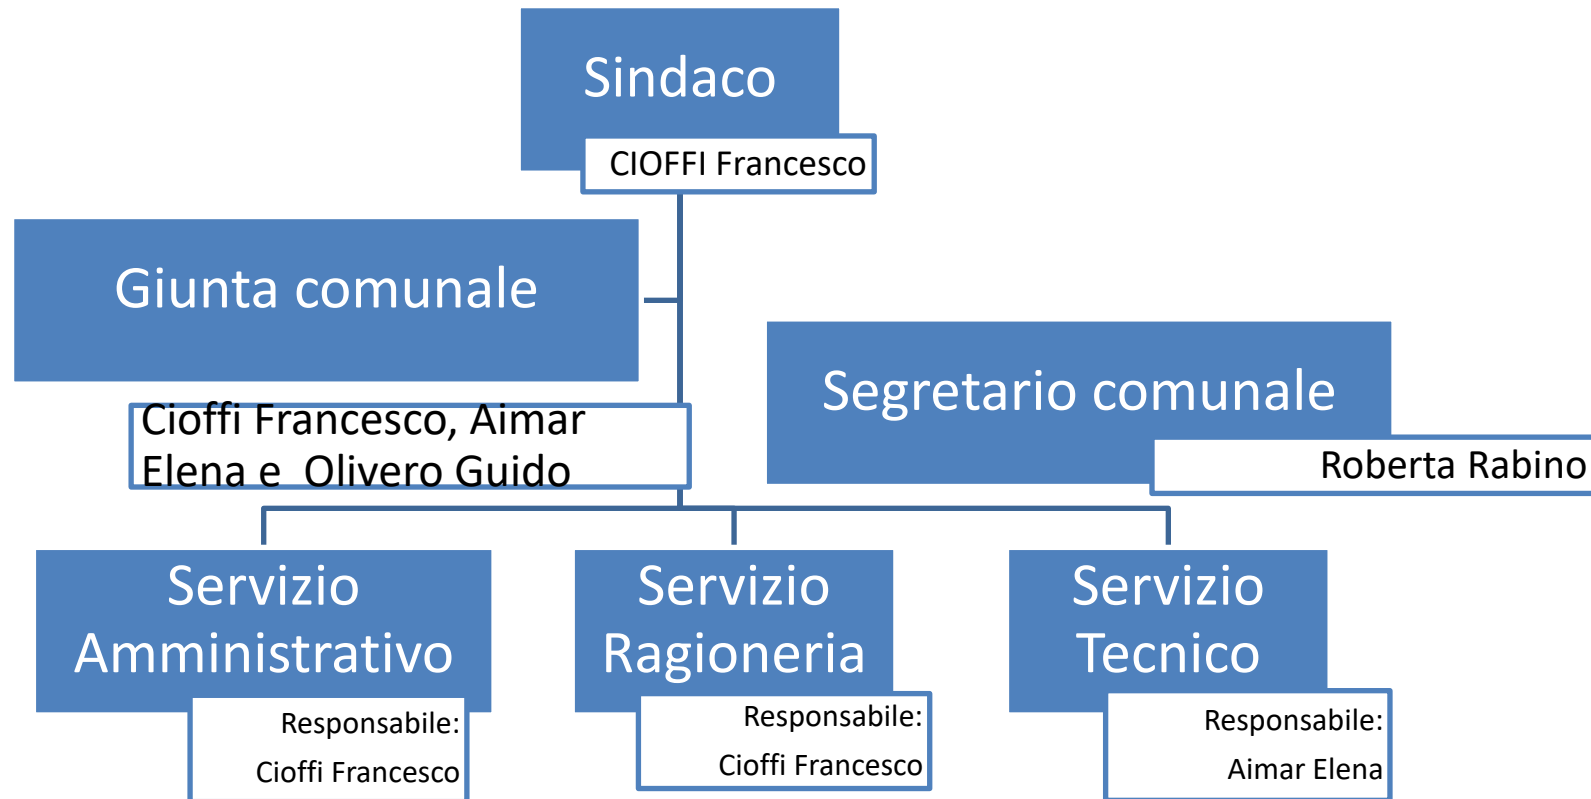 Sindaco
CIOFFI Francesco
Giunta comunale
Cioffi Francesco, Aimar
Elena e  Olivero Guido
Segretario comunale
Roberta Rabino
Servizio
Amministrativo
Responsabile:
Cioffi Francesco
Servizio
Ragioneria
Responsabile:
Cioffi Francesco
Servizio
Tecnico
Responsabile:
Aimar Elena